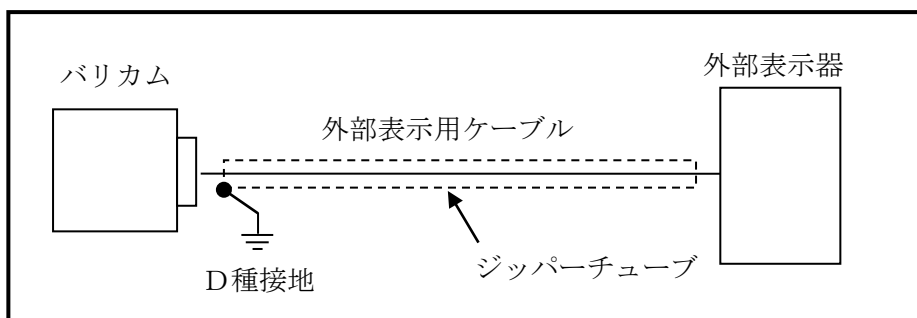 バリカム
外部表示器
外部表示用ケーブル
D種接地
ジッパーチューブ